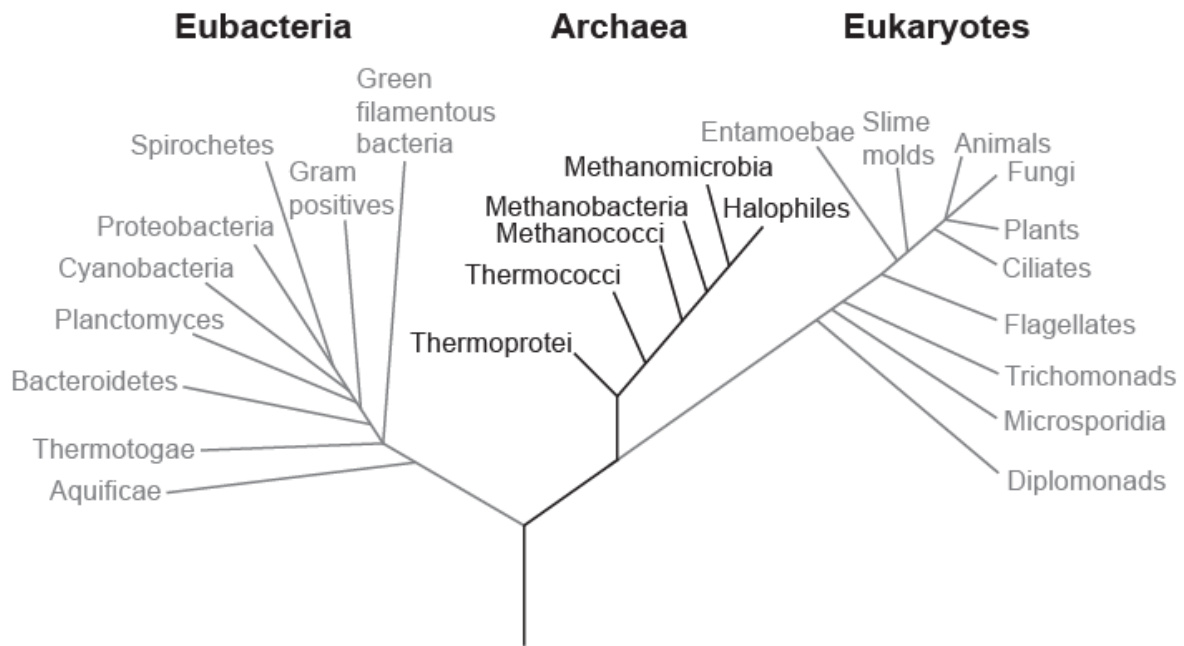 Eubacteria
Archaea
Eukaryotes
Green
filamentous
bacteria
Spirochetes
Gram
positives
Proteobacteria
Cyanobacteria
Planctomyces
Bacteroidetes
Thermotogae
Aquificae
Methanomicrobia
Methanobacteria
Halophiles
Methanococci
Thermococci
Thermoprotei
Entamoebae
Slime
molds
Animals
Fungi
Plants
Ciliates
Flagellates
Trichomonads
Microsporidia
Diplomonads